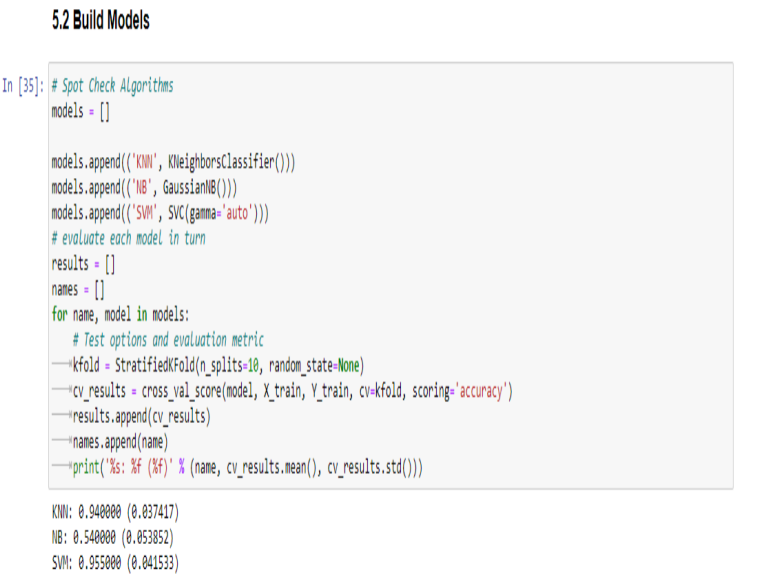 5.2 Build Models
In [35]: # Spot Check Algorithms
models = []
models.append(('KNN', KNeighborsClassifier()))
models.append(('NB', GaussianNB()))
models.append(('SVM', SVC(gamma='auto')))
# evaluate each model in turn
results = []
names = []
for name, model in models:
    # Test options and evaluation metric
    kfold = StratifiedKFold(n_splits=10, random_state=None)
    cv_results = cross_val_score(model, X_train, Y_train, cv=kfold, scoring='accuracy')
    results.append(cv_results)
    names.append(name)
    print('%s: %f (%f)' % (name, cv_results.mean(), cv_results.std()))
KNN: 0.940000 (0.037417)
NB: 0.540000 (0.053852)
SVM: 0.955000 (0.041533)